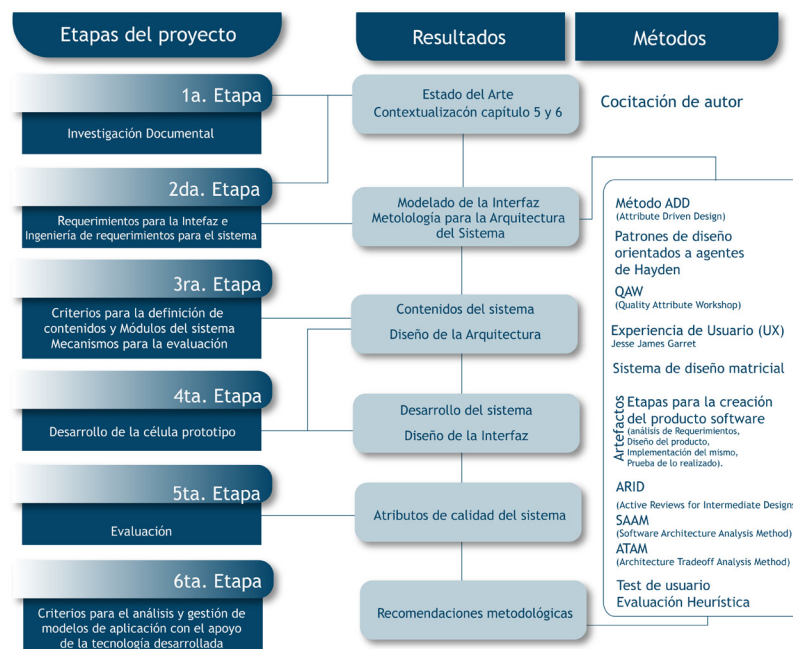 Etapas del proyecto
Resultados
Métodos
1a. Etapa
Investigación Documental
2da. Etapa
Requerimientos para la Intefaz e
Ingeniería de requerimientos para el sistema
3ra. Etapa
Criterios para la definición de
contenidos y Módulos del sistema
Mecanismos para la evaluación
4ta. Etapa
Desarrollo de la célula prototipo
5ta. Etapa
Evaluación
6ta. Etapa
Criterios para el análisis y gestión de
modelos de aplicación con el apoyo
de la tecnología desarrollada
Estado del Arte
Contextualizacón capítulo 5 y 6
Modelado de la Interfaz
Metolología para la Arquitectura
del Sistema
Contenidos del sistema
Diseño de la Arquitectura
Desarrollo del sistema
Diseño de la Interfaz
Atributos de calidad del sistema
Recomendaciones metodológicas
Cocitación de autor
Método ADD
(Attribute Driven Design)
Patrones de diseño
orientados a agentes
de Hayden
QAW
(Quality Attribute Workshop)
Experiencia de Usuario (UX)
Jesse James Garret
Sistema de diseño matricial
Artefactos
Etapas para la creación
del producto software
(análisis de Requerimientos,
Diseño del producto,
Implementación del mismo,
Prueba de lo realizado).
ARID
(Active Reviews for Intermediate Designs
SAAM
(Software Architecture Analysis Method)
ATAM
(Architecture Tradeoff Analysis Method)
Test de usuario
Evaluación Heurística